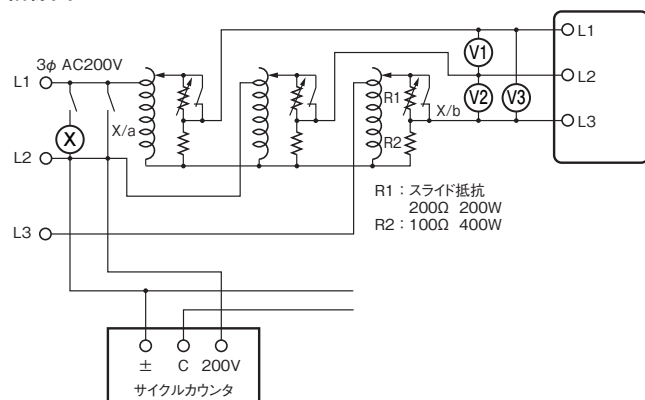 3φ AC200V
L1
L2
L3
X
X/a
R1
R2
X/b
V1
V2
V3
L1
L2
L3
R1：スライド抵抗
200Ω 200W
R2：100Ω 400W
± C 200V
サイクルカウンタ